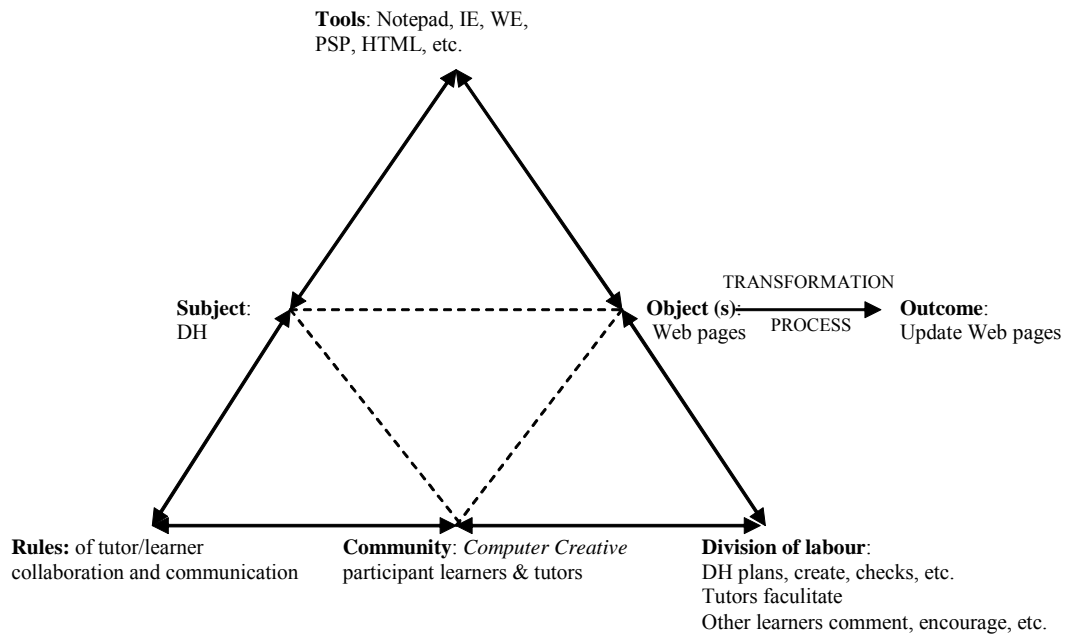 Tools: Notepad, IE, WE,
PSP, HTML, etc.
TRANSFORMATION
Subject:
DH
Object (s):
Web pages
PROCESS
Outcome:
Update Web pages
Rules: of tutor/learner
collaboration and communication
Community: Computer Creative
participant learners & tutors
Division of labour:
DH plans, create, checks, etc.
Tutors faculitate
Other learners comment, encourage, etc.